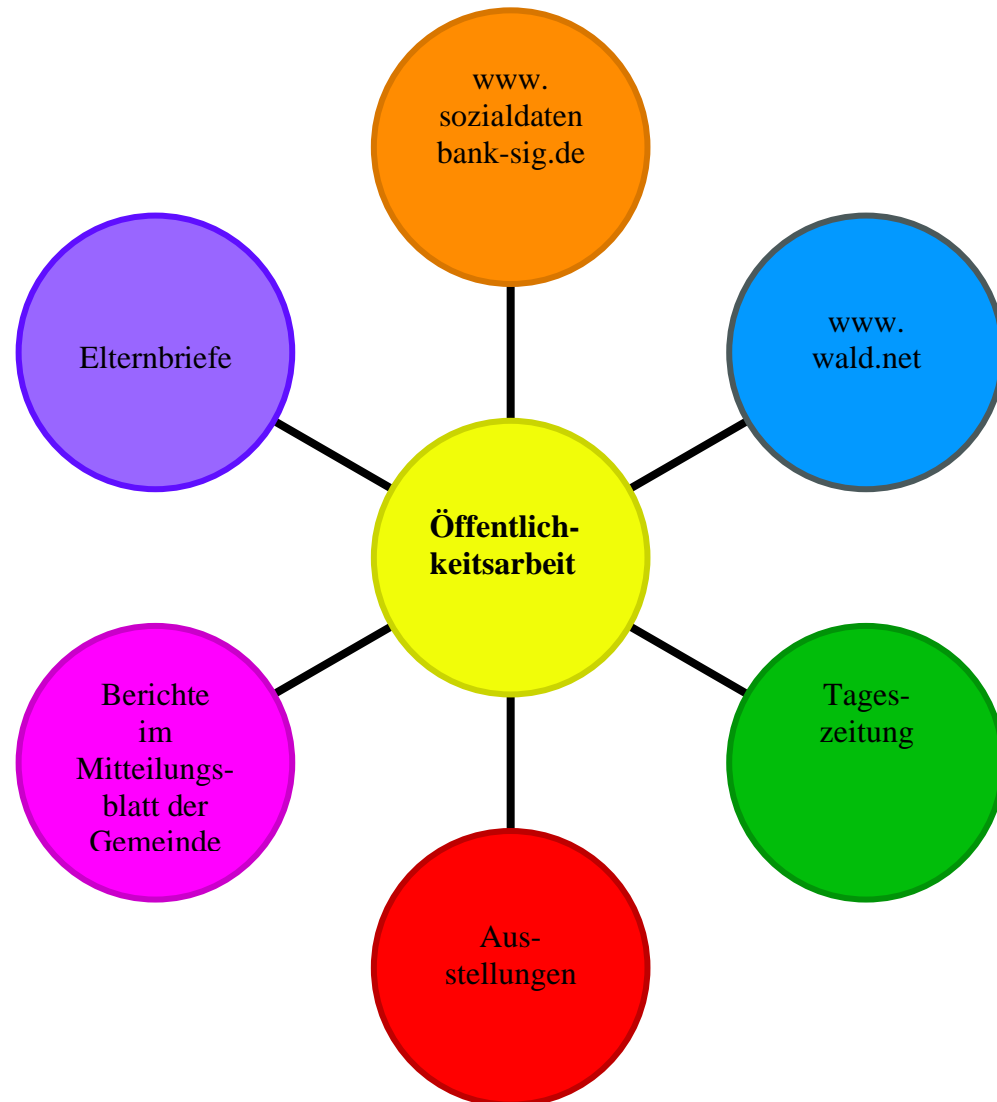 www.
sozialdaten
bank-sig.de
Elternbriefe
www.
wald.net
Öffentlich-
keitsarbeit
Berichte
im
Mitteilungs-
blatt der
Gemeinde
Tages-
zeitung
Aus-
stellungen